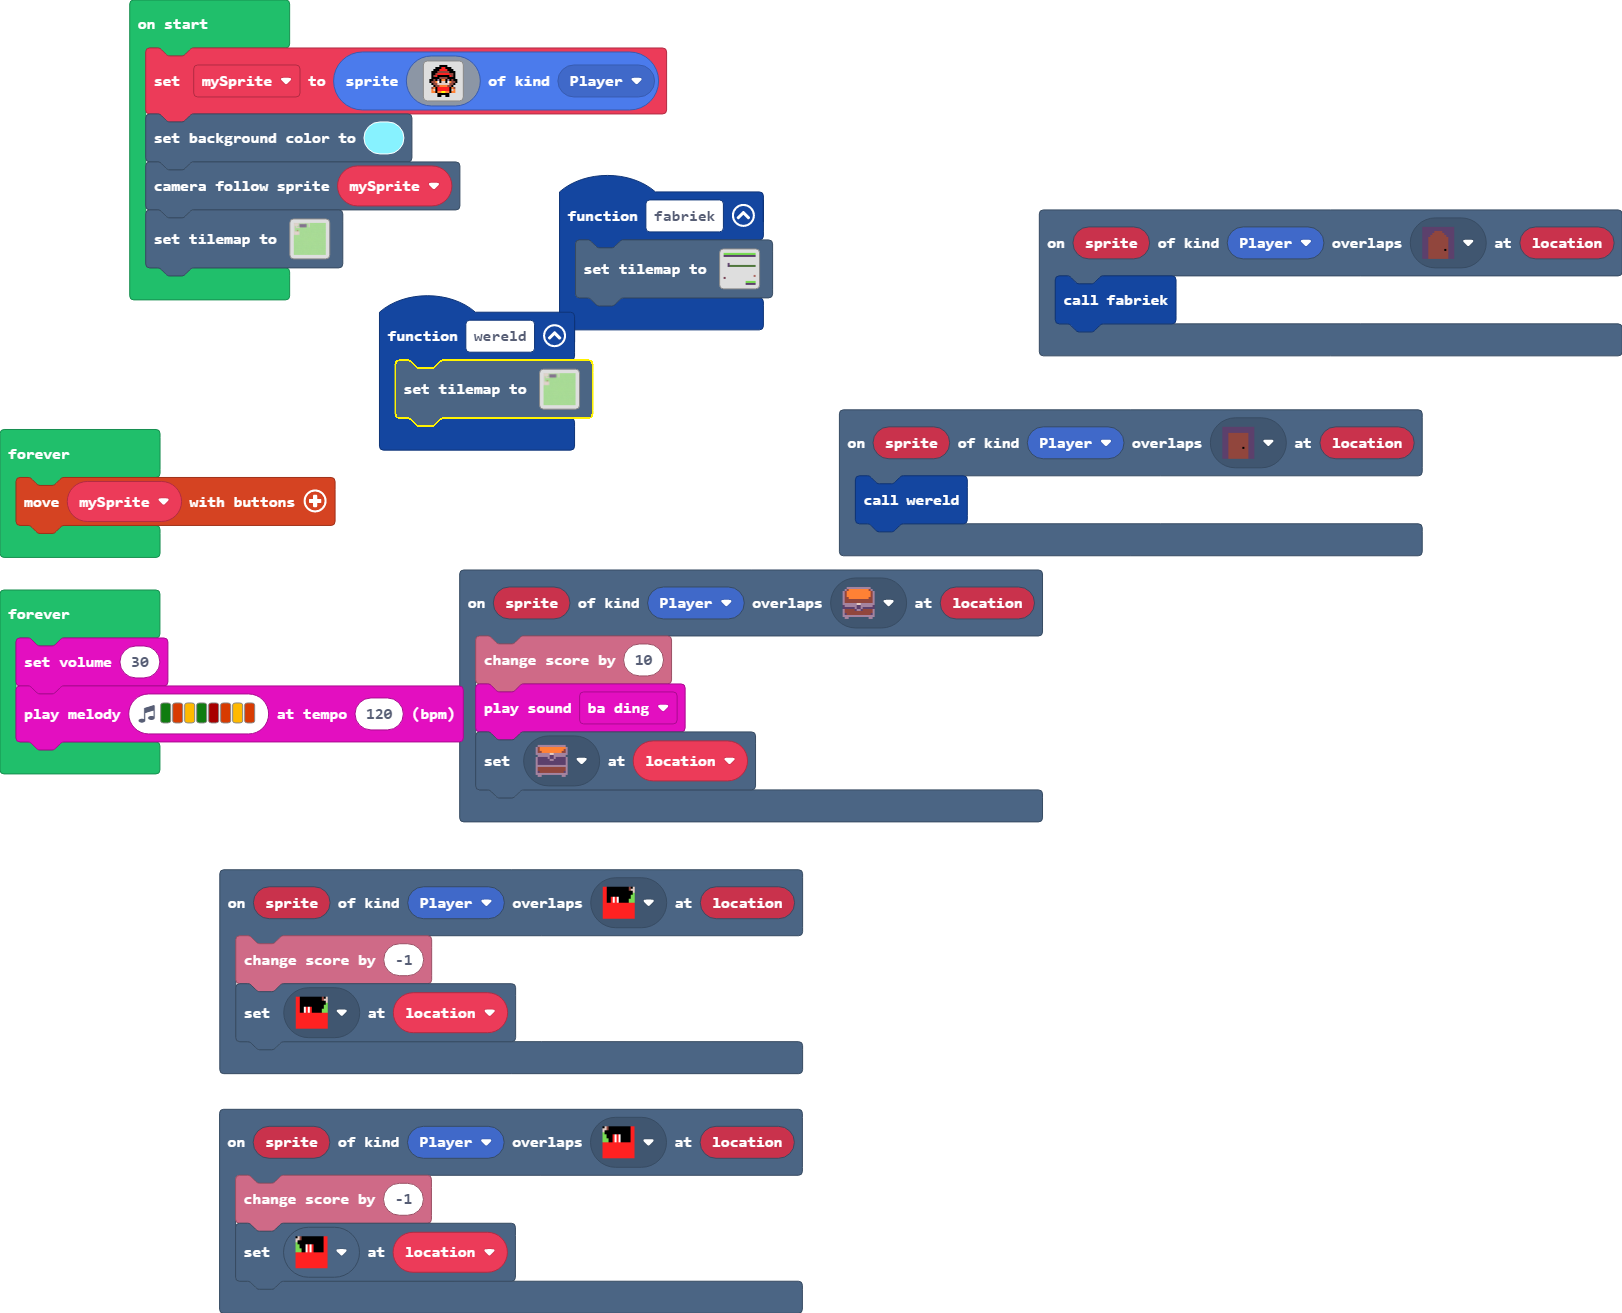 on start
set mySprite to sprite of kind Player
set background color to
camera follow sprite mySprite
set tilemap to
function fabriek
set tilemap to
function wereld
set tilemap to
on sprite of kind Player overlaps at location
call fabriek
on sprite of kind Player overlaps at location
call wereld
forever
move mySprite with buttons
forever
set volume 30
play melody at tempo 120 (bpm)
on sprite of kind Player overlaps at location
change score by 10
play sound ba ding
set at location
on sprite of kind Player overlaps at location
change score by -1
set at location
on sprite of kind Player overlaps at location
change score by -1
set at location